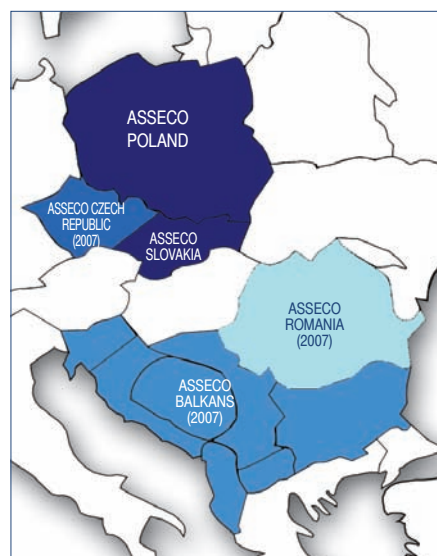 ASSECO
POLAND
ASSECO CZECH
REPUBLIC
(2007)
ASSECO
SLOVAKIA
ASSECO
ROMANIA
(2007)
ASSECO
BALKANS
(2007)